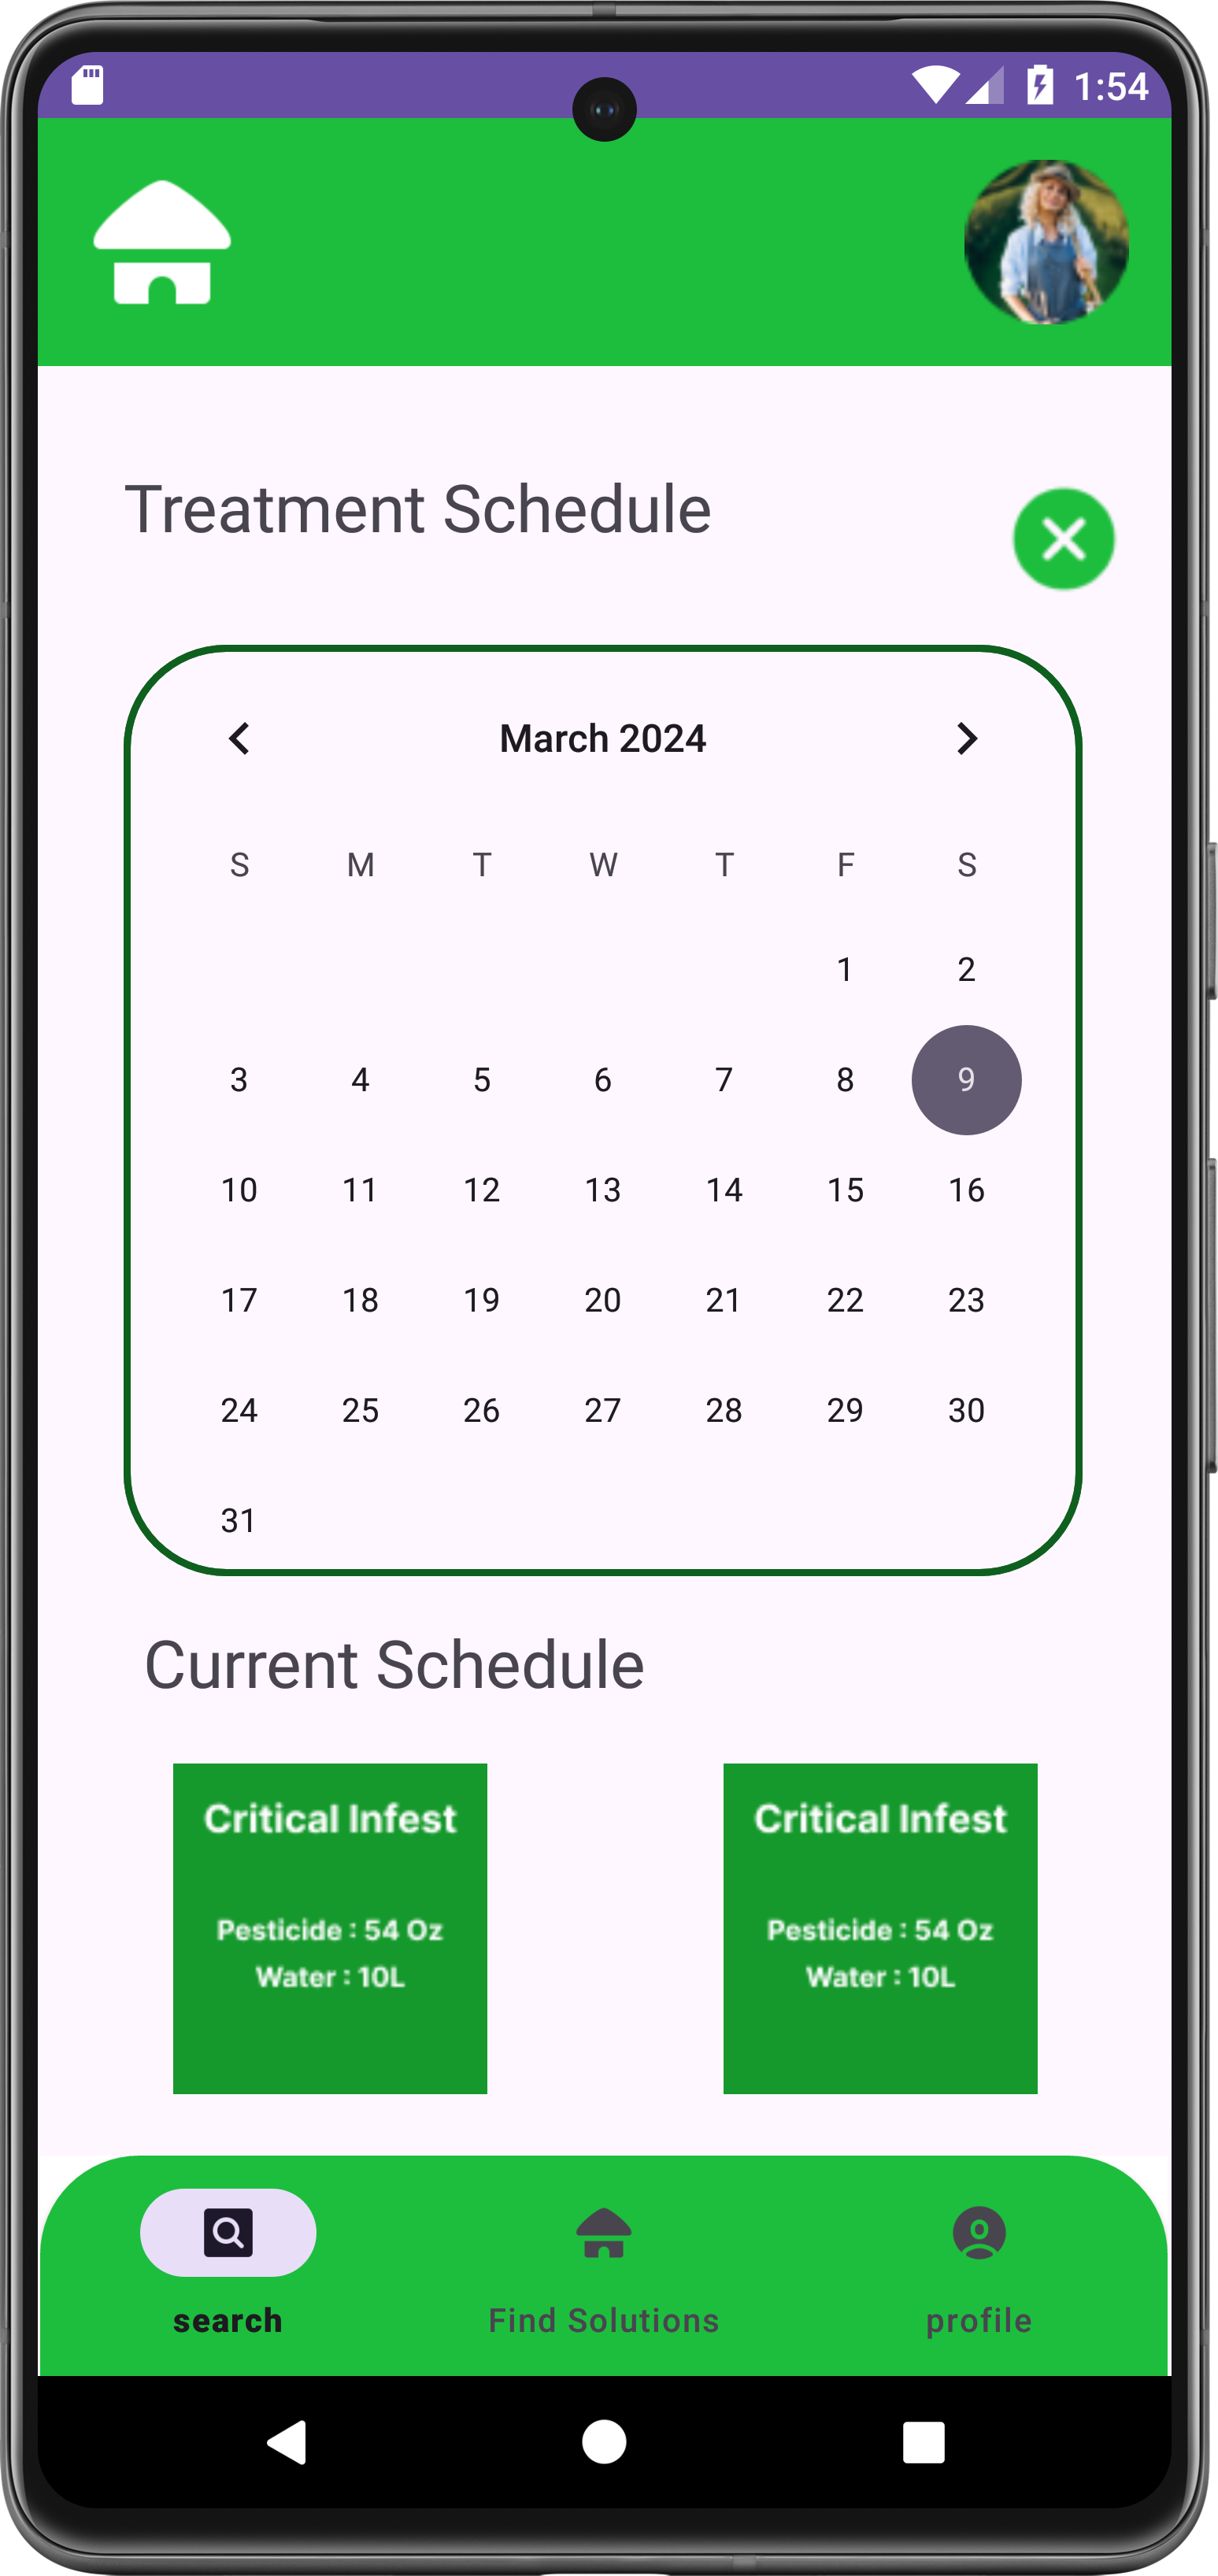 1:54
Treatment Schedule
March 2024
S M T W T F S
1 2
3 4 5 6 7 8 9
10 11 12 13 14 15 16
17 18 19 20 21 22 23
24 25 26 27 28 29 30
31
Current Schedule
Critical Infest Critical Infest
Pesticide : 54 Oz Pesticide : 54 Oz
Water : 10L Water : 10L
search Find Solutions profile